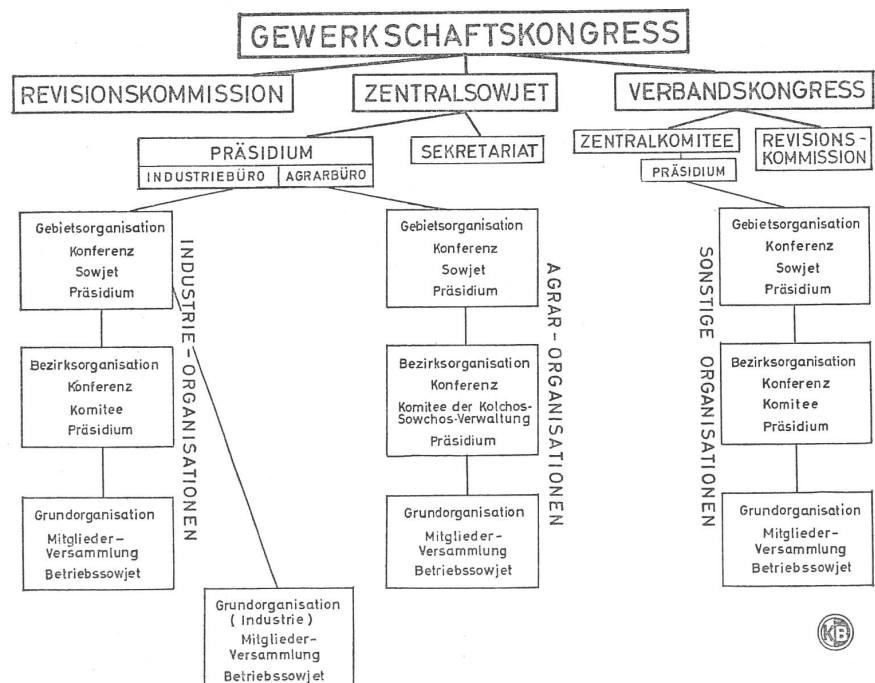 GEWERKSCHAFTSKONGRESS
REVISIONSKOMMISSION
ZENTRALSOWJET
VERBANDSKONGRESS
PRÄSIDIUM
INDUSTRIEBÜRO
AGRARBÜRO
SEKRETARIAT
ZENTRALKOMITEE
PRÄSIDIUM
REVISIONS-
KOMMISSION
Gebietsorganisation
Konferenz
Sowjet
Präsidium
Bezirksorganisation
Konferenz
Komitee
Präsidium
Grundorganisation
Mitglieder-
Versammlung
Betriebssowjet
INDUSTRIE-ORGANISATIONEN
Grundorganisation
(Industrie)
Mitglieder-
Versammlung
Betriebssowjet
Gebietsorganisation
Konferenz
Sowjet
Präsidium
Bezirksorganisation
Konferenz
Komitee der Kolchos-
Sowchos-Verwaltung
Präsidium
Grundorganisation
Mitglieder-
Versammlung
Betriebssowjet
AGRAR-ORGANISATIONEN
SONSTIGE ORGANISATIONEN
Gebietsorganisation
Konferenz
Sowjet
Präsidium
Bezirksorganisation
Konferenz
Komitee
Präsidium
Grundorganisation
Mitglieder-
Versammlung
Betriebssowjet
KB